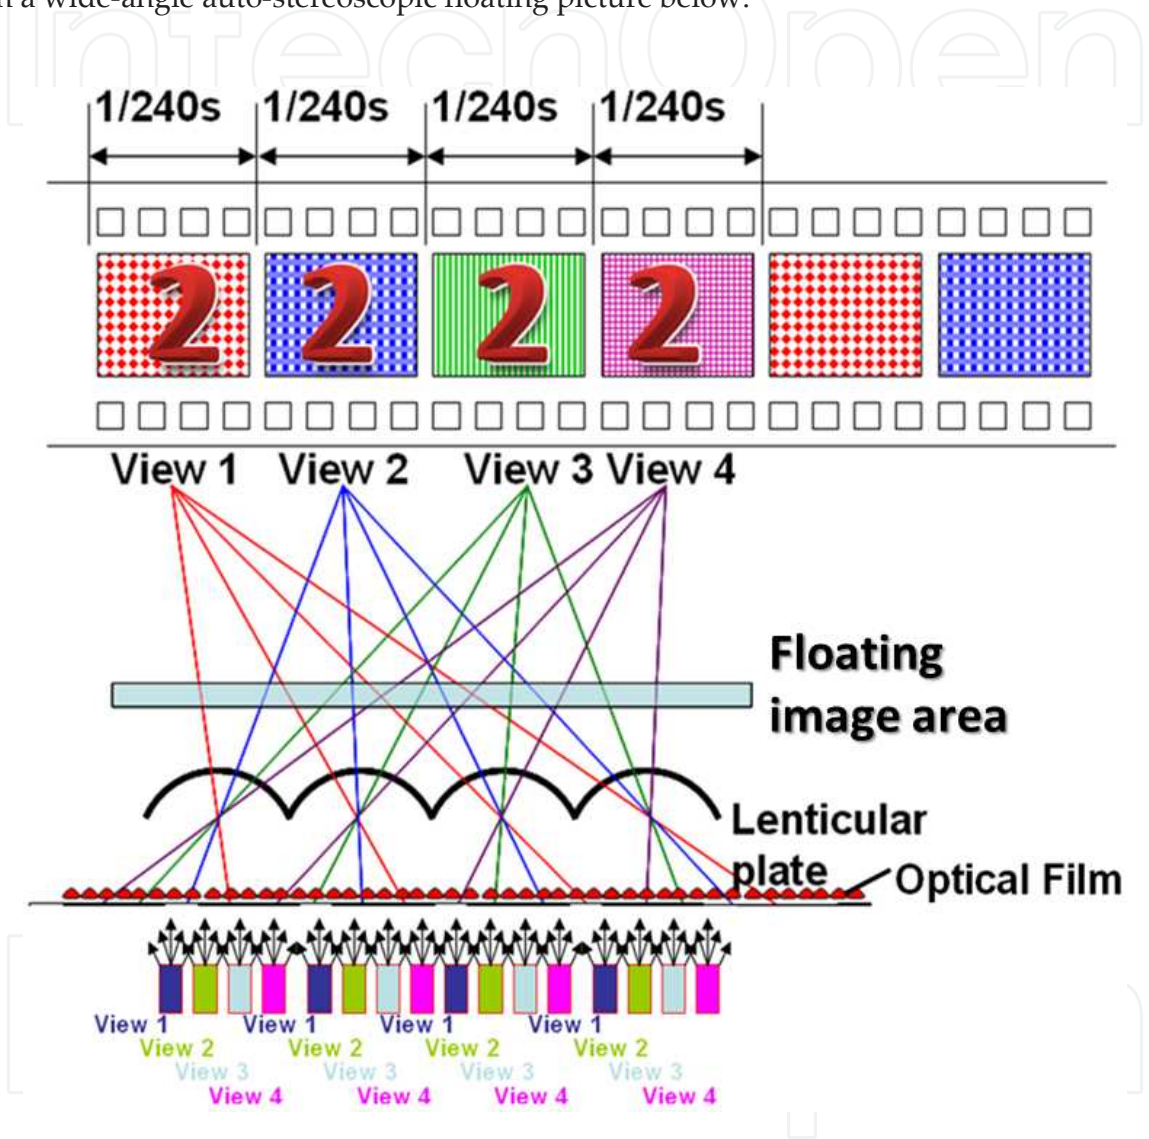 n a wide-angle auto-stereoscopic floating picture below.
IntechOpen
1/240s 1/240s 1/240s 1/240s
2 2 2 2
View 1 View 2 View 3 View 4
Floating
image area
Lenticular
plate
Optical Film
View 1 View 1 View 1 View 1
View 2 View 2 View 2 View 2
View 3 View 3 View 3 View 3
View 4 View 4 View 4 View 4